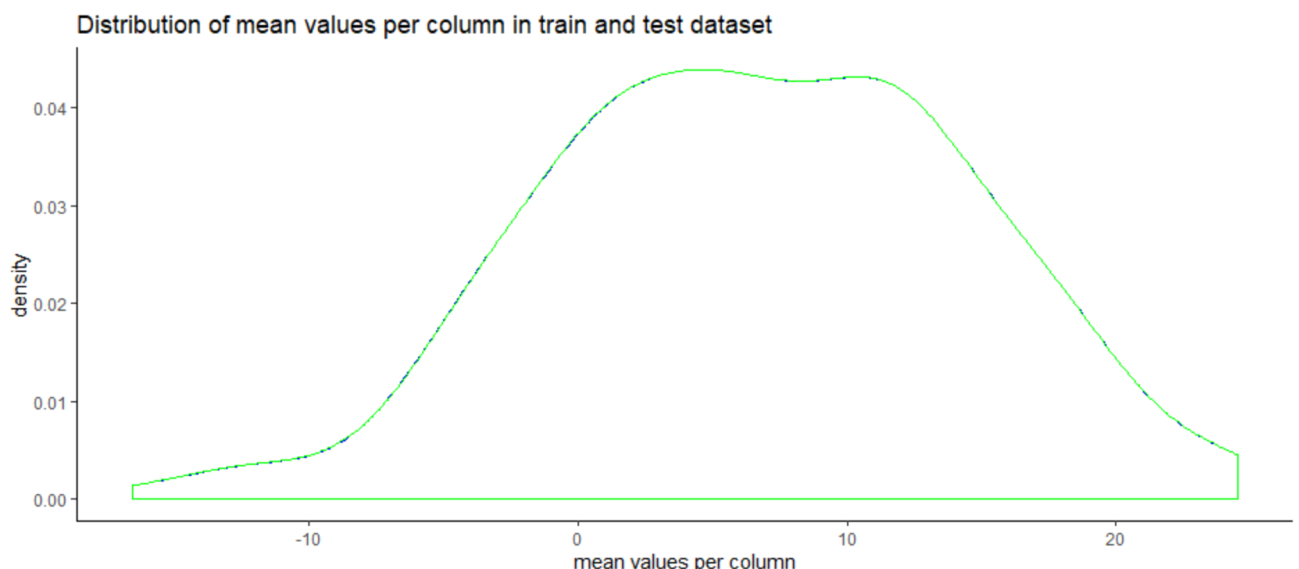 Distribution of mean values per column in train and test dataset
density
0.04
0.03
0.02
0.01
0.00
-10 0 10 20
mean values per column